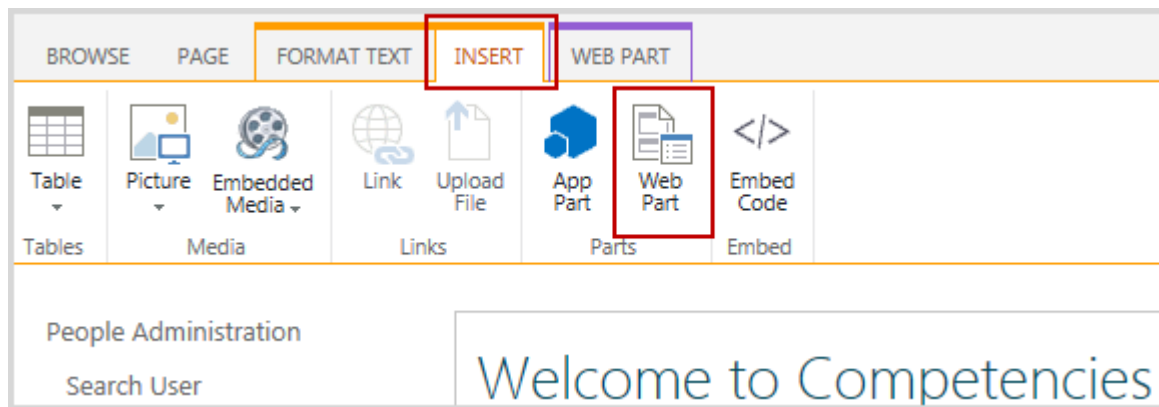 BROWSE PAGE FORMAT TEXT INSERT WEB PART
Table Picture Embedded Media Link Upload File App Part Web Part </> Embed Code
Tables Media Links Parts Embed
People Administration
Search User
Welcome to Competencies